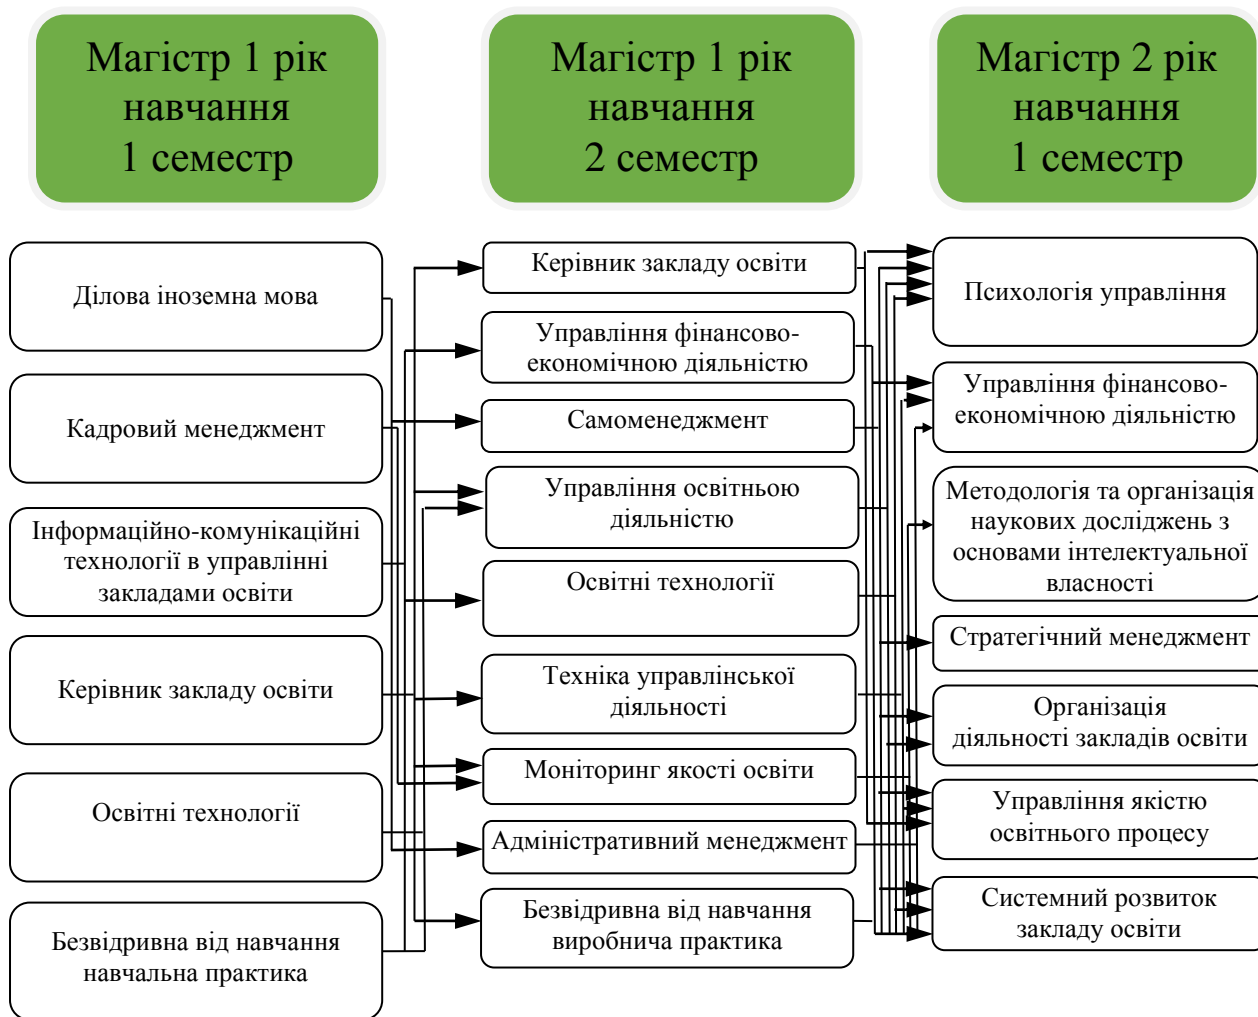 Магістр 1 рік
навчання
1 семестр
Магістр 1 рік
навчання
2 семестр
Магістр 2 рік
навчання
1 семестр
Ділова іноземна мова
Кадровий менеджмент
Інформаційно-комунікаційні
технології в управлінні
закладами освіти
Керівник закладу освіти
Освітні технології
Безвідривна від навчання
навчальна практика
Керівник закладу освіти
Управління фінансово-
економічною діяльністю
Самоменеджмент
Управління освітньою
діяльністю
Освітні технології
Техніка управлінської
діяльності
Моніторинг якості освіти
Адміністративний менеджмент
Безвідривна від навчання
виробнича практика
Психологія управління
Управління фінансово-
економічною діяльністю
Методологія та організація
наукових досліджень з
основами інтелектуальної
власності
Стратегічний менеджмент
Організація
діяльності закладів освіти
Управління якістю
освітнього процесу
Системний розвиток
закладу освіти